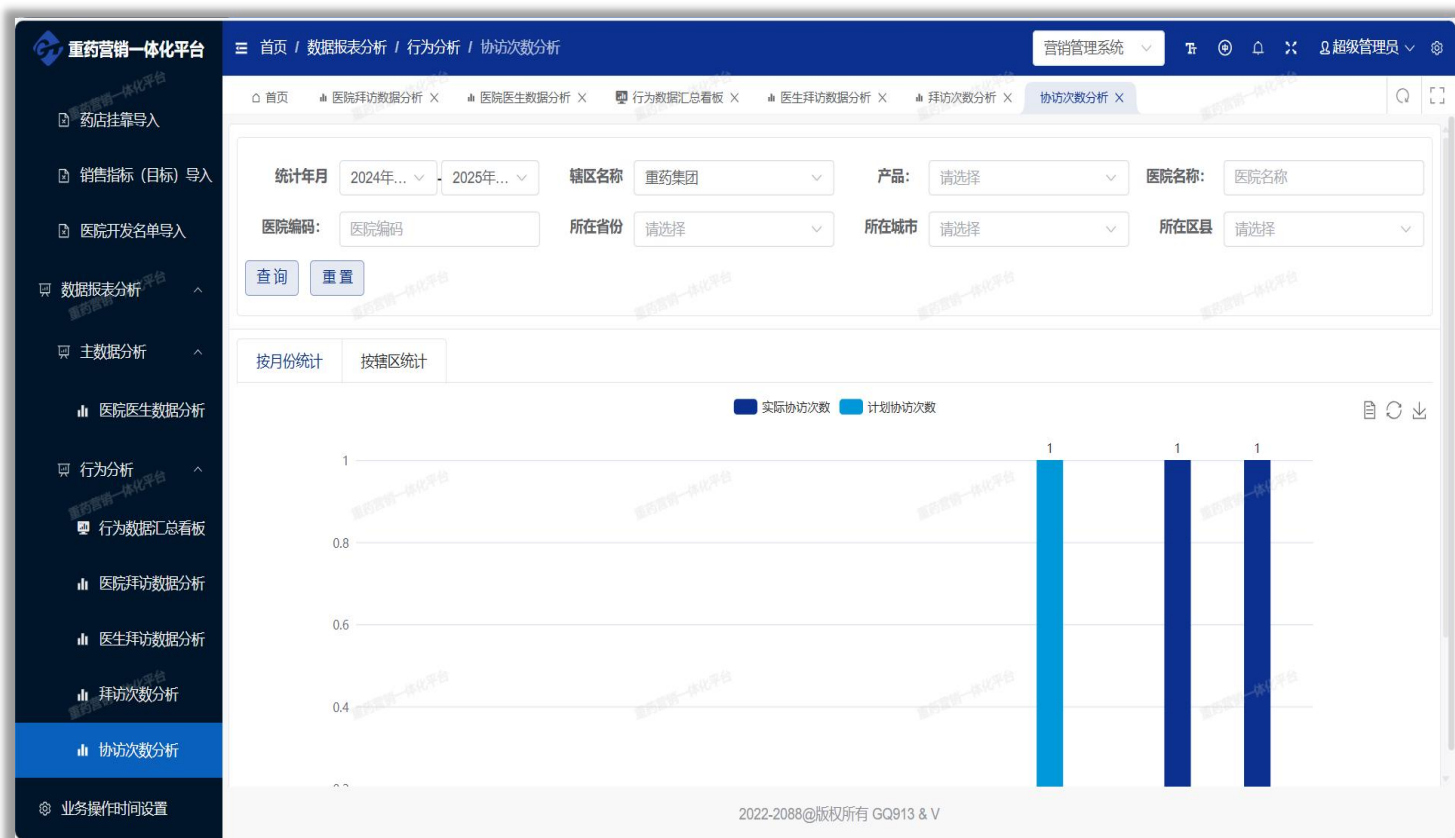 重药营销一体化平台
首页 / 数据报表分析 / 行为分析 / 协访次数分析
营销管理系统
超级管理员
首页 医院拜访数据分析 X 医院医生数据分析 X 行为数据汇总看板 X 医生拜访数据分析 X 拜访次数分析 X 协访次数分析 X
药店挂靠导入
销售指标（目标）导入
医院开发名单导入
数据报表分析
主数据分析
医院医生数据分析
行为分析
行为数据汇总看板
医院拜访数据分析
医生拜访数据分析
拜访次数分析
协访次数分析
业务操作时间设置
统计年月 2024年... - 2025年... 辖区名称 重药集团 产品： 请选择 医院名称： 医院名称
医院编码： 医院编码 所在省份 请选择 所在城市 请选择 所在区县 请选择
查询 重置
按月份统计 按辖区统计
实际协访次数 计划协访次数
1 1 1
1
0.8
0.6
0.4
2022-2088@版权所有 GQ913 & V
重药营销一体化平台